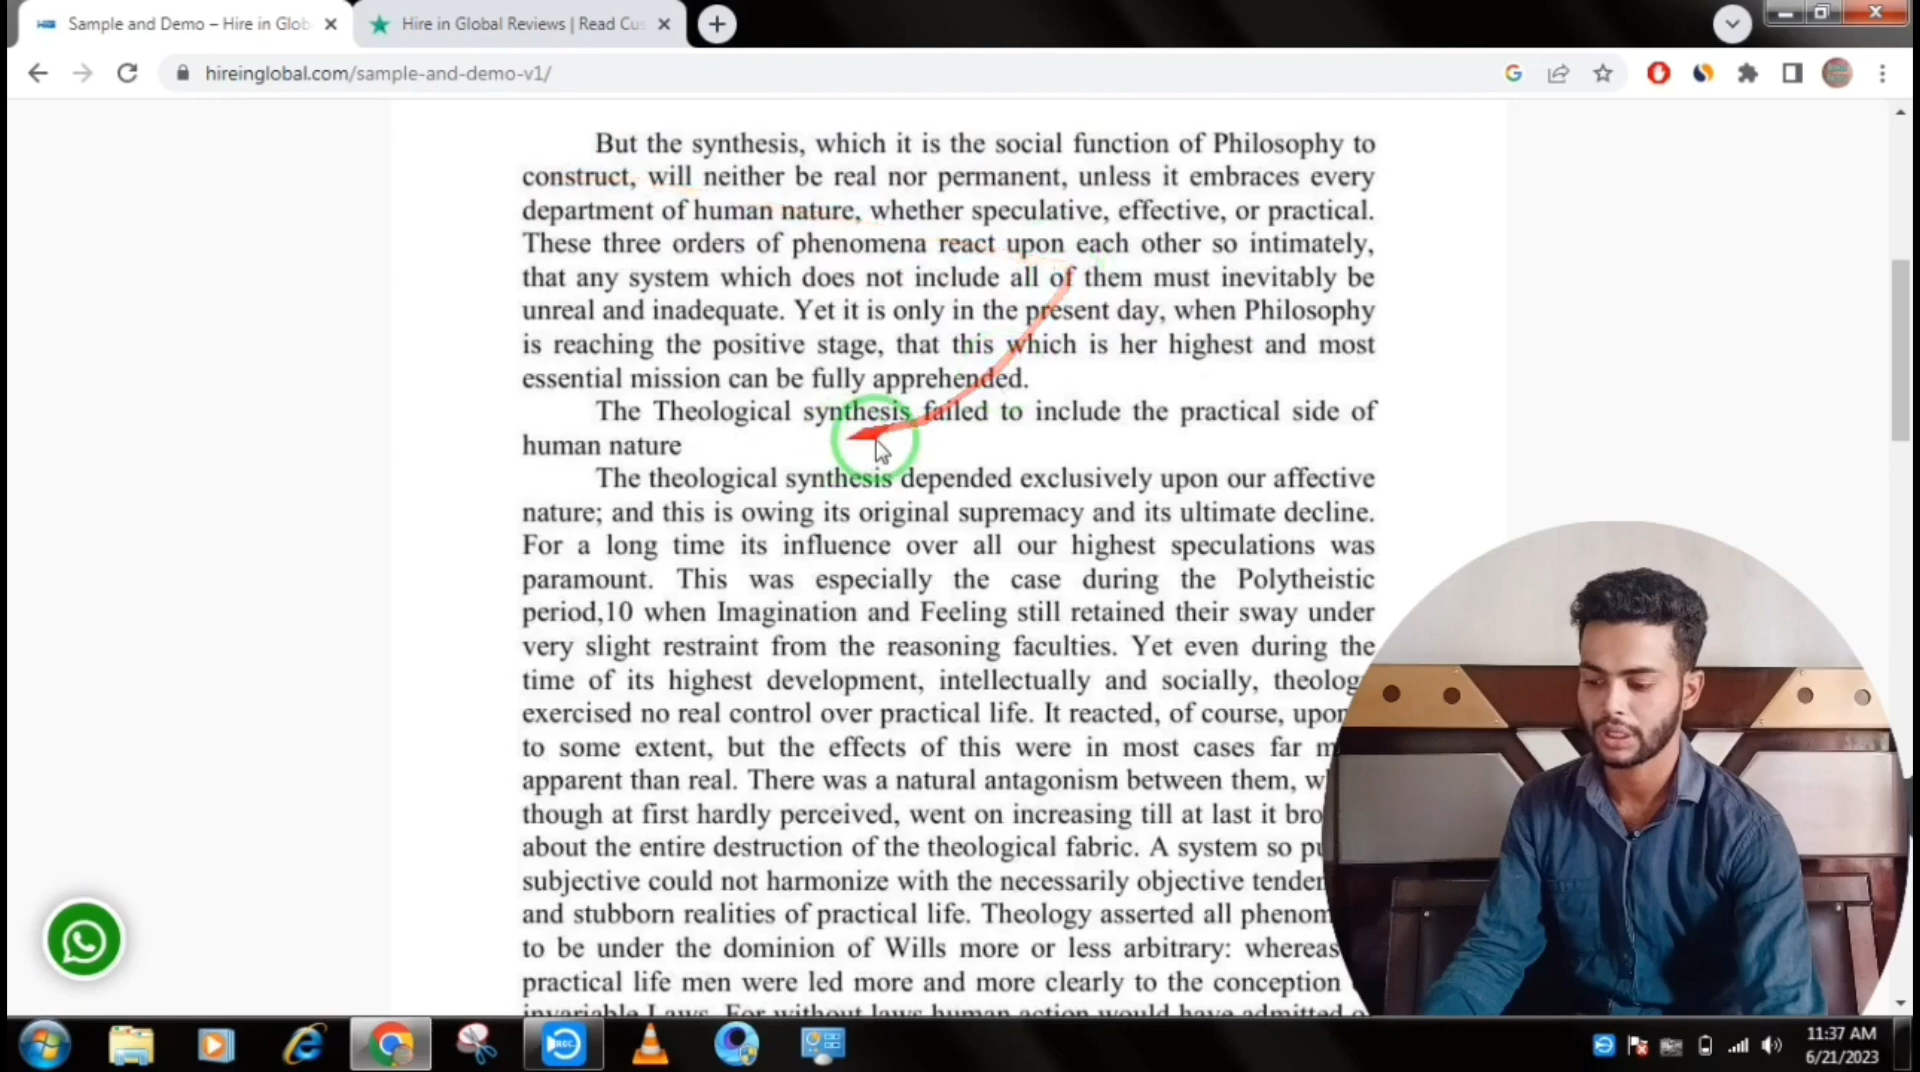 Sample and Demo – Hire in Glob
Hire in Global Reviews | Read Cus
hireinglobal.com/sample-and-demo-v1/
But the synthesis, which it is the social function of Philosophy to
construct, will neither be real nor permanent, unless it embraces every
department of human nature, whether speculative, effective, or practical.
These three orders of phenomena react upon each other so intimately,
that any system which does not include all of them must inevitably be
unreal and inadequate. Yet it is only in the present day, when Philosophy
is reaching the positive stage, that this which is her highest and most
essential mission can be fully apprehended.
The Theological synthesis failed to include the practical side of
human nature
The theological synthesis depended exclusively upon our affective
nature; and this is owing its original supremacy and its ultimate decline.
For a long time its influence over all our highest speculations was
paramount. This was especially the case during the Polytheistic
period,10 when Imagination and Feeling still retained their sway under
very slight restraint from the reasoning faculties. Yet even during the
time of its highest development, intellectually and socially, theolog
exercised no real control over practical life. It reacted, of course, upon
to some extent, but the effects of this were in most cases far m
apparent than real. There was a natural antagonism between them, w
though at first hardly perceived, went on increasing till at last it bro
about the entire destruction of the theological fabric. A system so pu
subjective could not harmonize with the necessarily objective tenden
and stubborn realities of practical life. Theology asserted all phenom
to be under the dominion of Wills more or less arbitrary: whereas
practical life men were led more and more clearly to the conception
invariable Laws. For without laws human action would have admitted o
REC
11:37 AM
6/21/2023